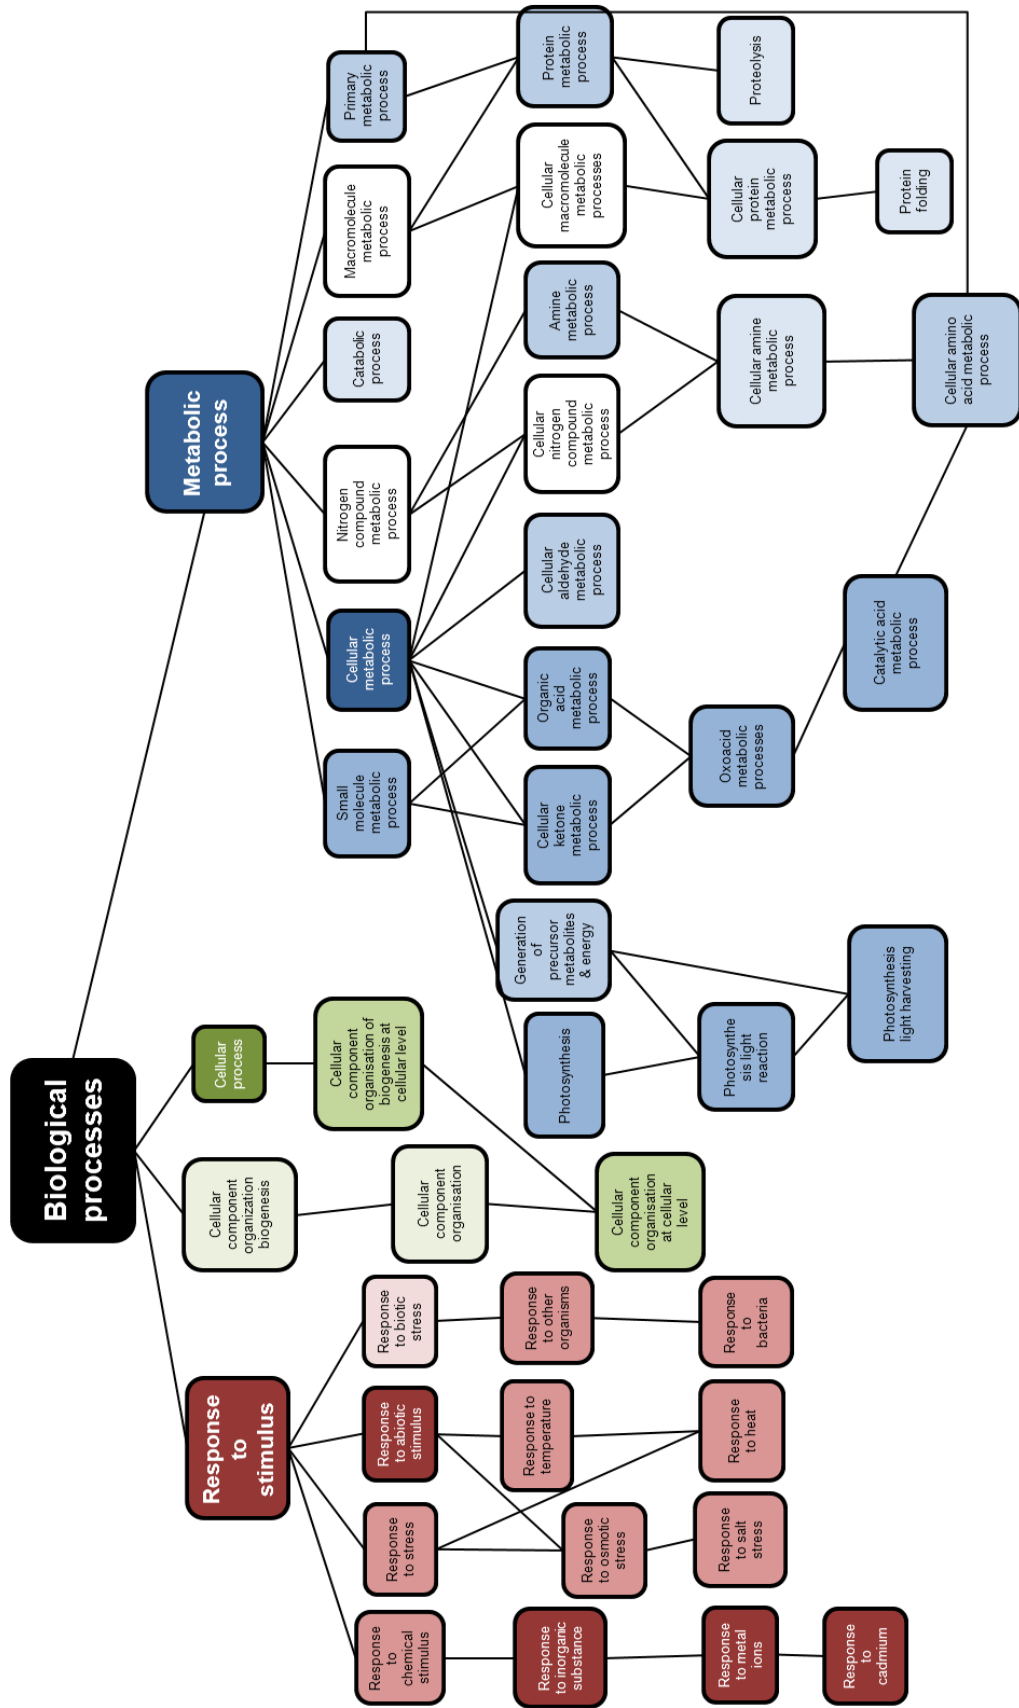 Biological
processes
Response
to
stimulus
Cellular
component
organization
biogenesis
Cellular
process
Metabolic
process
Response
to
chemical
stimulus
Response
to stress
Response
to abiotic
stimulus
Response
to biotic
stress
Cellular
component
organisation
Cellular
component
organisation of
biogenesis at
cellular level
Small
molecule
metabolic
process
Cellular
metabolic
process
Nitrogen
compound
metabolic
process
Catabolic
process
Macromolecule
metabolic
process
Primary
metabolic
process
Response
to inorganic
substance
Response
to osmotic
stress
Response to
temperature
Response
to other
organisms
Cellular
component
organisation
at cellular
level
Photosynthesis
Generation
of
precursor
metabolites
& energy
Cellular
ketone
metabolic
process
Organic
acid
metabolic
process
Cellular
aldehyde
metabolic
process
Cellular
nitrogen
compound
metabolic
process
Amine
metabolic
process
Cellular
macromolecule
metabolic
processes
Protein
metabolic
process
Response
to metal
ions
Response
to salt
stress
Response
to heat
Response
to
bacteria
Photosynthe
sis light
reaction
Oxoacid
metabolic
processes
Cellular amine
metabolic
process
Cellular
protein
metabolic
process
Proteolysis
Response
to
cadmium
Photosynthesis
light harvesting
Catalytic acid
metabolic
process
Cellular amino
acid metabolic
process
Protein
folding